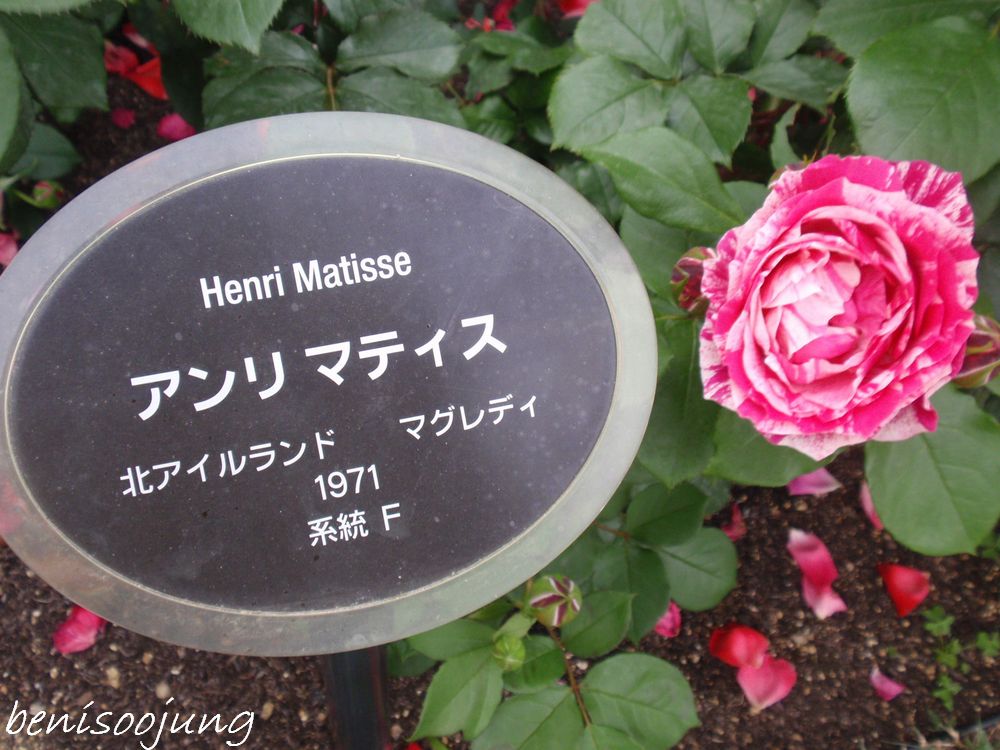 Henri Matisse
アンリ マティス
北アイルランド マグレディ
1971
系統 F
benisoojung